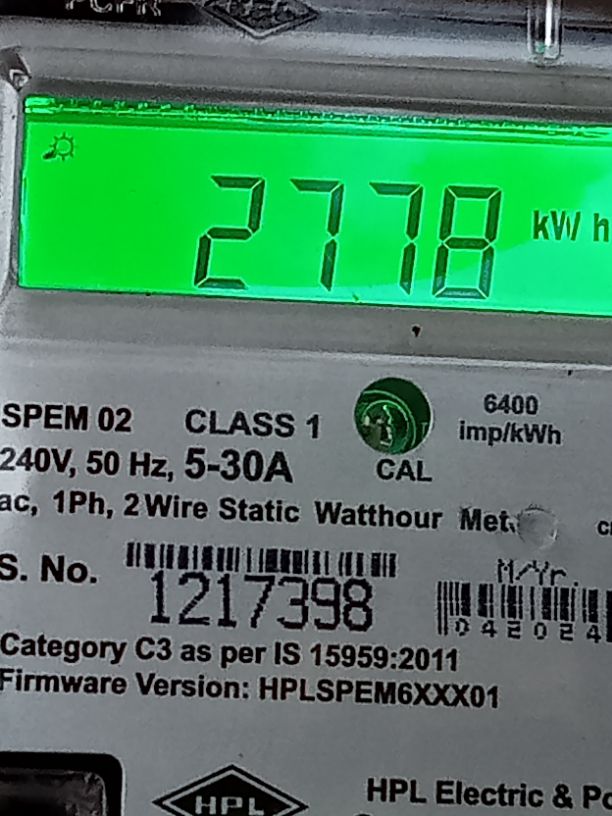 2778 kW h
SPEM 02 CLASS 1
6400
imp/kWh
240V, 50 Hz, 5-30A
CAL
ac, 1Ph, 2 Wire Static Watthour
S. No.
M/Yr.
1217398
042024
Category C3 as per IS 15959:2011
Firmware Version: HPLSPEM6XXX01
HPL
HPL Electric &